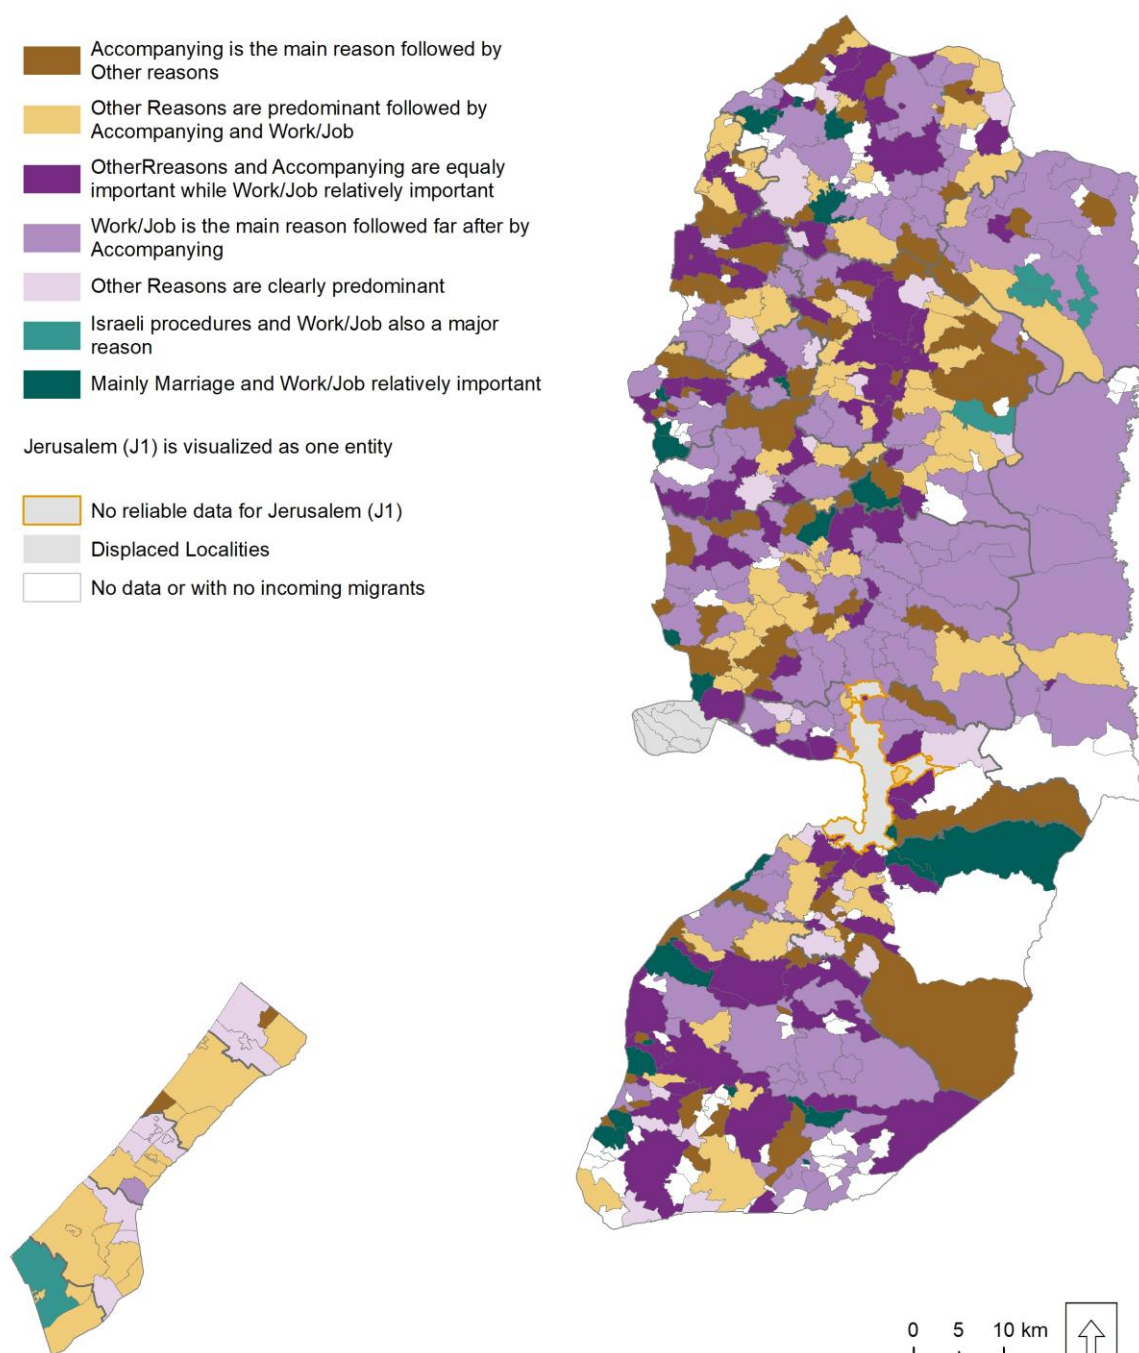 Accompanying is the main reason followed by
Other reasons
Other Reasons are predominant followed by
Accompanying and Work/Job
OtherRreasons and Accompanying are equaly
important while Work/Job relatively important
Work/Job is the main reason followed far after by
Accompanying
Other Reasons are clearly predominant
Israeli procedures and Work/Job also a major
reason
Mainly Marriage and Work/Job relatively important
Jerusalem (J1) is visualized as one entity
No reliable data for Jerusalem (J1)
Displaced Localities
No data or with no incoming migrants
0 5 10 km